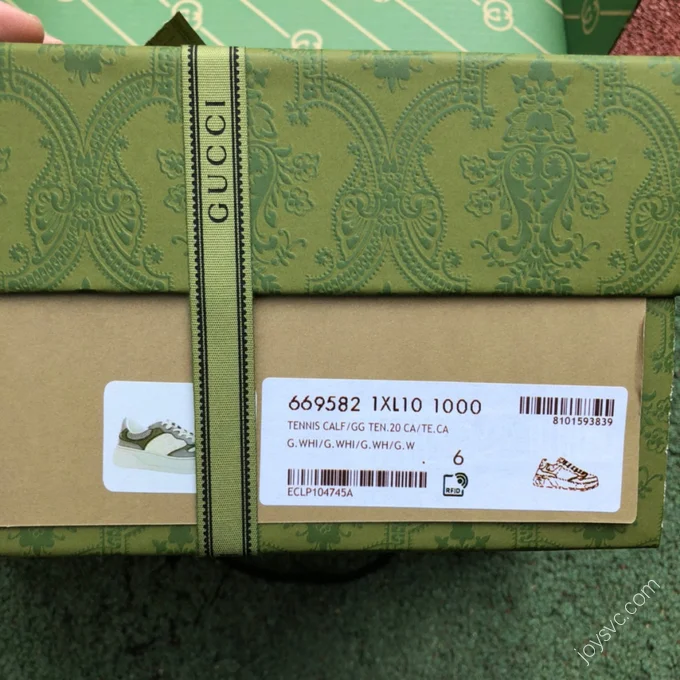 GUCCI
669582 1XL10 1000
8101593839
TENNIS CALF/GG TEN.20 CA/TE.CA
G.WHI/G.WHI/G.WH/G.W
. 6
ECLP104745A
RFID
joysvc.com